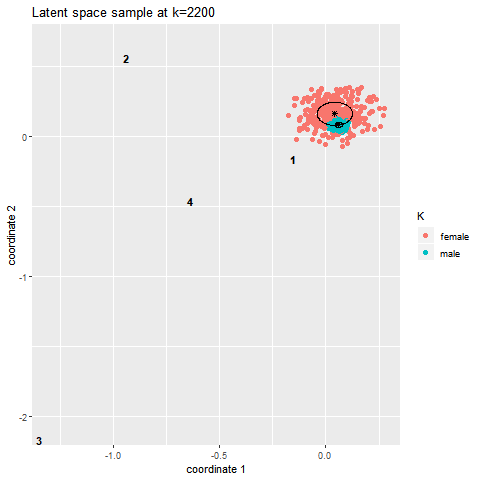 Latent space sample at k=2200
2
0
1
4
-1
-2
3
-1.0
-0.5
0.0
coordinate 1
coordinate 2
K
female
male